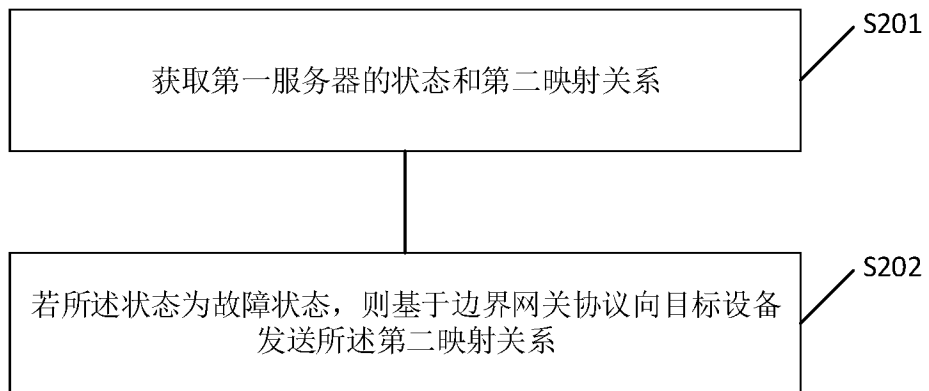 S201
获取第一服务器的状态和第二映射关系
S202
若所述状态为故障状态，则基于边界网关协议向目标设备
发送所述第二映射关系